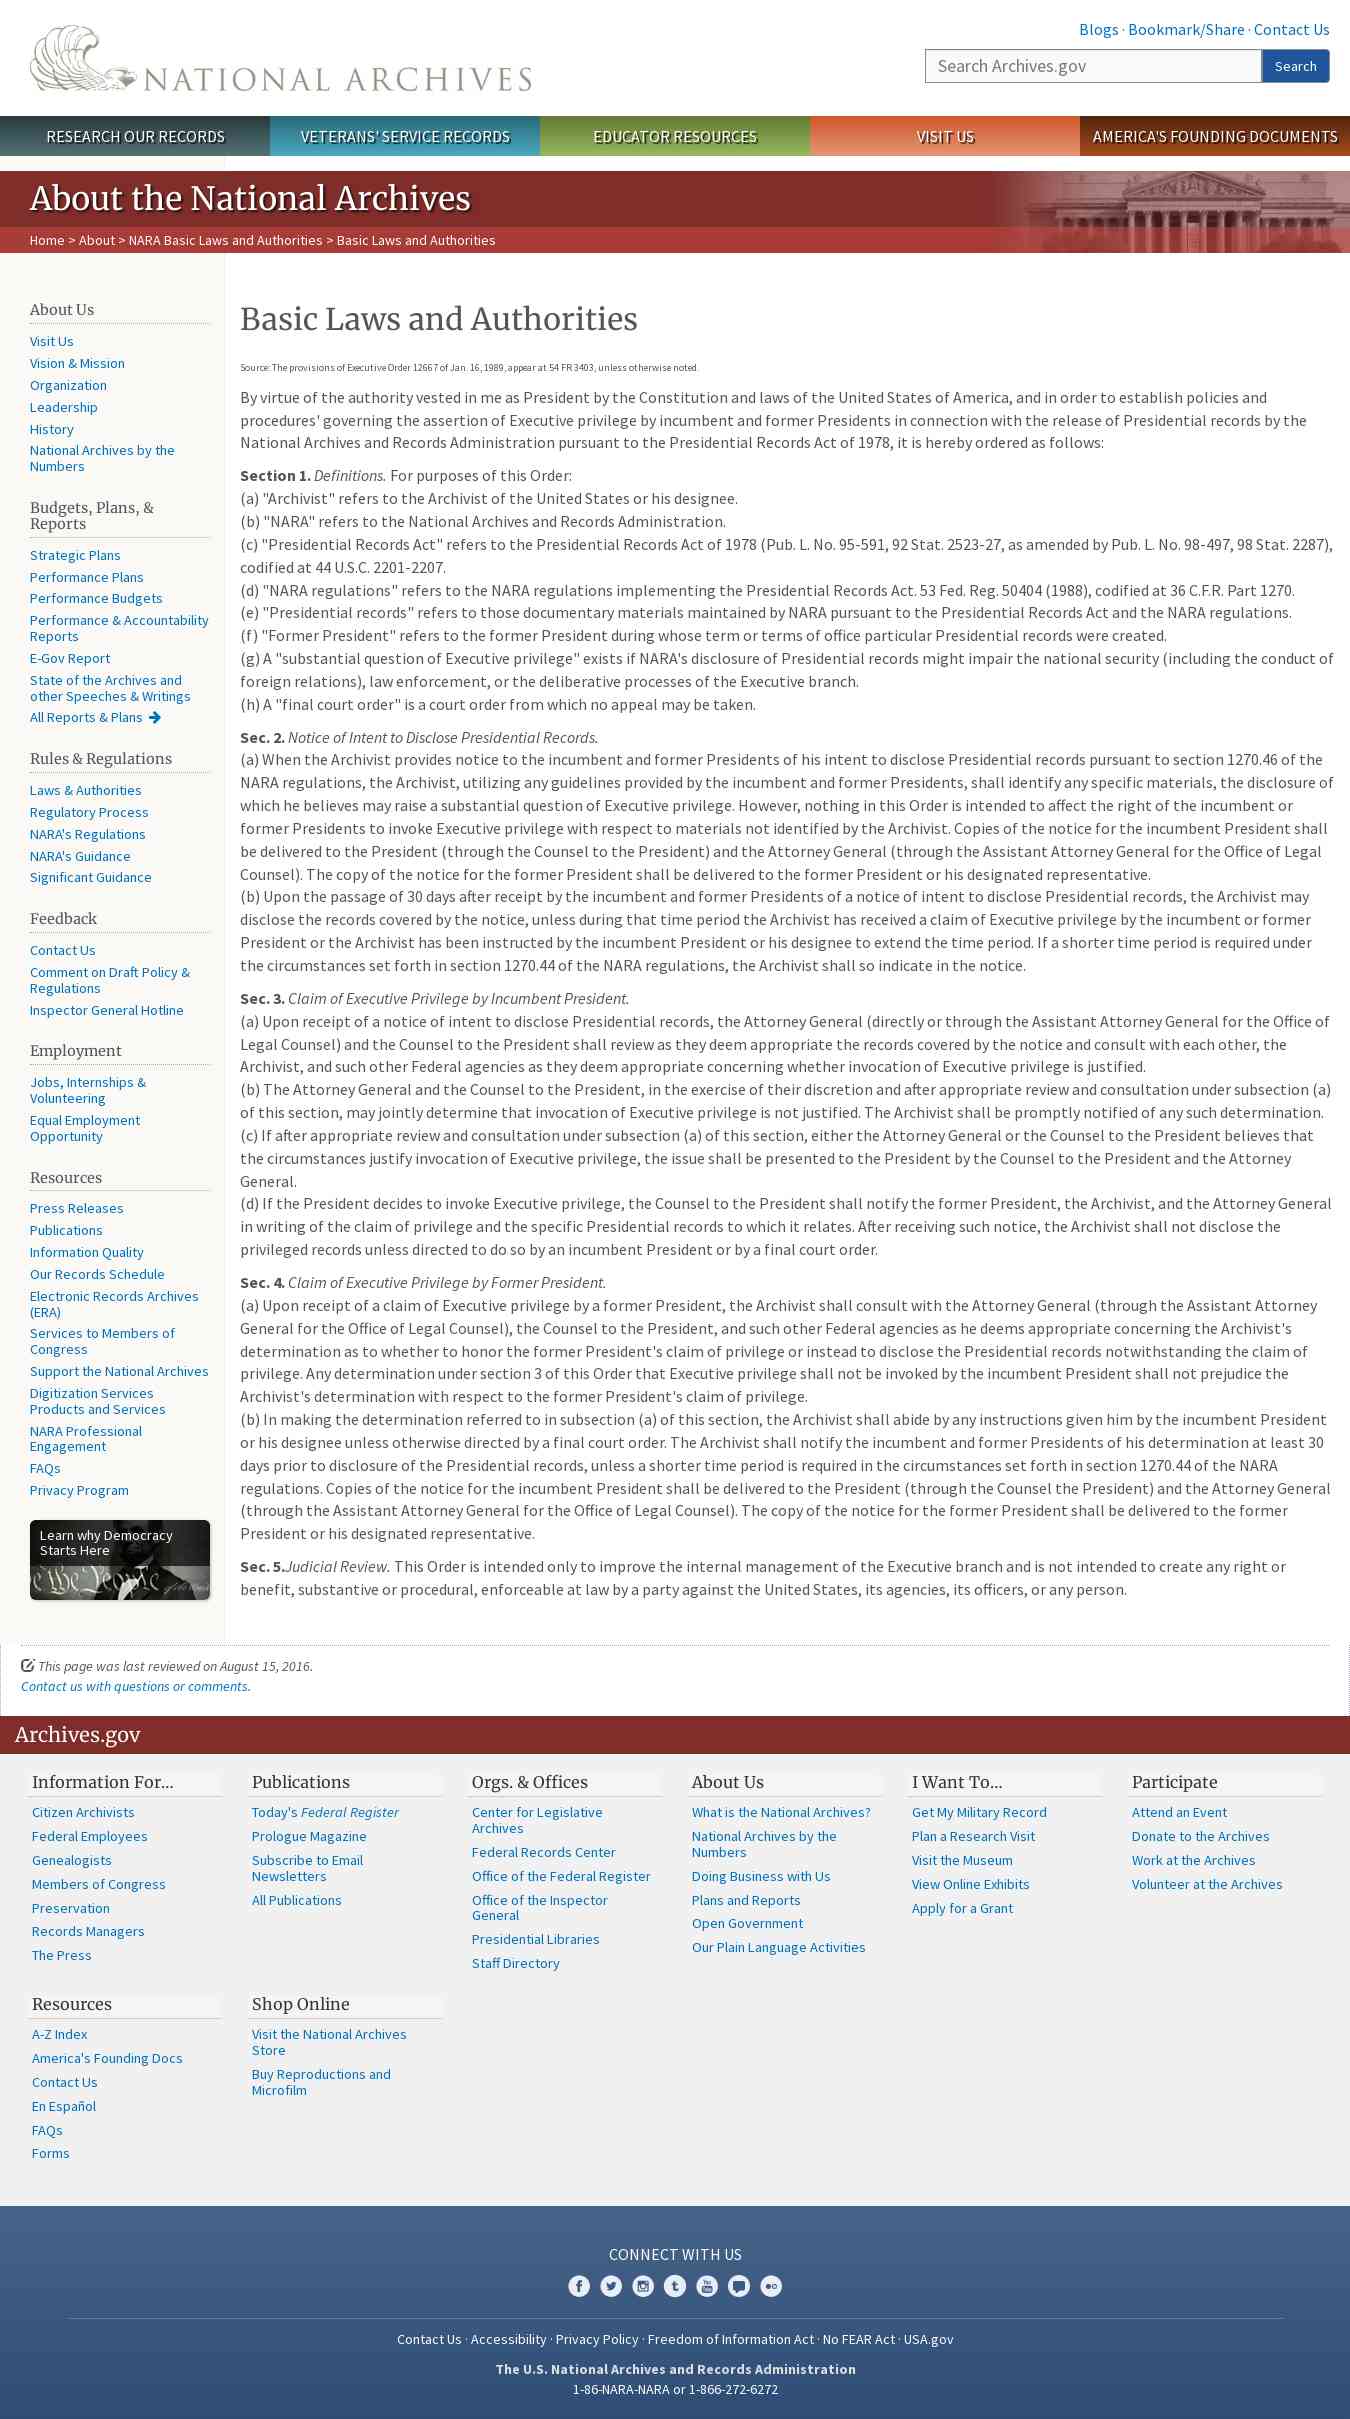 NATIONAL ARCHIVES
Blogs · Bookmark/Share · Contact Us
Search Archives.gov
Search
RESEARCH OUR RECORDS
VETERANS' SERVICE RECORDS
EDUCATOR RESOURCES
VISIT US
AMERICA'S FOUNDING DOCUMENTS
About the National Archives
Home > About > NARA Basic Laws and Authorities > Basic Laws and Authorities
About Us
Visit Us
Vision & Mission
Organization
Leadership
History
National Archives by the
Numbers
Budgets, Plans, &
Reports
Strategic Plans
Performance Plans
Performance Budgets
Performance & Accountability
Reports
E-Gov Report
State of the Archives and
other Speeches & Writings
All Reports & Plans
Rules & Regulations
Laws & Authorities
Regulatory Process
NARA's Regulations
NARA's Guidance
Significant Guidance
Feedback
Contact Us
Comment on Draft Policy &
Regulations
Inspector General Hotline
Employment
Jobs, Internships &
Volunteering
Equal Employment
Opportunity
Resources
Press Releases
Publications
Information Quality
Our Records Schedule
Electronic Records Archives
(ERA)
Services to Members of
Congress
Support the National Archives
Digitization Services
Products and Services
NARA Professional
Engagement
FAQs
Privacy Program
Learn why Democracy
Starts Here
We the People
Basic Laws and Authorities
Source: The provisions of Executive Order 12667 of Jan. 16, 1989, appear at 54 FR 3403, unless otherwise noted.
By virtue of the authority vested in me as President by the Constitution and laws of the United States of America, and in order to establish policies and
procedures' governing the assertion of Executive privilege by incumbent and former Presidents in connection with the release of Presidential records by the
National Archives and Records Administration pursuant to the Presidential Records Act of 1978, it is hereby ordered as follows:
Section 1. Definitions. For purposes of this Order:
(a) "Archivist" refers to the Archivist of the United States or his designee.
(b) "NARA" refers to the National Archives and Records Administration.
(c) "Presidential Records Act" refers to the Presidential Records Act of 1978 (Pub. L. No. 95-591, 92 Stat. 2523-27, as amended by Pub. L. No. 98-497, 98 Stat. 2287),
codified at 44 U.S.C. 2201-2207.
(d) "NARA regulations" refers to the NARA regulations implementing the Presidential Records Act. 53 Fed. Reg. 50404 (1988), codified at 36 C.F.R. Part 1270.
(e) "Presidential records" refers to those documentary materials maintained by NARA pursuant to the Presidential Records Act and the NARA regulations.
(f) "Former President" refers to the former President during whose term or terms of office particular Presidential records were created.
(g) A "substantial question of Executive privilege" exists if NARA's disclosure of Presidential records might impair the national security (including the conduct of
foreign relations), law enforcement, or the deliberative processes of the Executive branch.
(h) A "final court order" is a court order from which no appeal may be taken.
Sec. 2. Notice of Intent to Disclose Presidential Records.
(a) When the Archivist provides notice to the incumbent and former Presidents of his intent to disclose Presidential records pursuant to section 1270.46 of the
NARA regulations, the Archivist, utilizing any guidelines provided by the incumbent and former Presidents, shall identify any specific materials, the disclosure of
which he believes may raise a substantial question of Executive privilege. However, nothing in this Order is intended to affect the right of the incumbent or
former Presidents to invoke Executive privilege with respect to materials not identified by the Archivist. Copies of the notice for the incumbent President shall
be delivered to the President (through the Counsel to the President) and the Attorney General (through the Assistant Attorney General for the Office of Legal
Counsel). The copy of the notice for the former President shall be delivered to the former President or his designated representative.
(b) Upon the passage of 30 days after receipt by the incumbent and former Presidents of a notice of intent to disclose Presidential records, the Archivist may
disclose the records covered by the notice, unless during that time period the Archivist has received a claim of Executive privilege by the incumbent or former
President or the Archivist has been instructed by the incumbent President or his designee to extend the time period. If a shorter time period is required under
the circumstances set forth in section 1270.44 of the NARA regulations, the Archivist shall so indicate in the notice.
Sec. 3. Claim of Executive Privilege by Incumbent President.
(a) Upon receipt of a notice of intent to disclose Presidential records, the Attorney General (directly or through the Assistant Attorney General for the Office of
Legal Counsel) and the Counsel to the President shall review as they deem appropriate the records covered by the notice and consult with each other, the
Archivist, and such other Federal agencies as they deem appropriate concerning whether invocation of Executive privilege is justified.
(b) The Attorney General and the Counsel to the President, in the exercise of their discretion and after appropriate review and consultation under subsection (a)
of this section, may jointly determine that invocation of Executive privilege is not justified. The Archivist shall be promptly notified of any such determination.
(c) If after appropriate review and consultation under subsection (a) of this section, either the Attorney General or the Counsel to the President believes that
the circumstances justify invocation of Executive privilege, the issue shall be presented to the President by the Counsel to the President and the Attorney
General.
(d) If the President decides to invoke Executive privilege, the Counsel to the President shall notify the former President, the Archivist, and the Attorney General
in writing of the claim of privilege and the specific Presidential records to which it relates. After receiving such notice, the Archivist shall not disclose the
privileged records unless directed to do so by an incumbent President or by a final court order.
Sec. 4. Claim of Executive Privilege by Former President.
(a) Upon receipt of a claim of Executive privilege by a former President, the Archivist shall consult with the Attorney General (through the Assistant Attorney
General for the Office of Legal Counsel), the Counsel to the President, and such other Federal agencies as he deems appropriate concerning the Archivist's
determination as to whether to honor the former President's claim of privilege or instead to disclose the Presidential records notwithstanding the claim of
privilege. Any determination under section 3 of this Order that Executive privilege shall not be invoked by the incumbent President shall not prejudice the
Archivist's determination with respect to the former President's claim of privilege.
(b) In making the determination referred to in subsection (a) of this section, the Archivist shall abide by any instructions given him by the incumbent President
or his designee unless otherwise directed by a final court order. The Archivist shall notify the incumbent and former Presidents of his determination at least 30
days prior to disclosure of the Presidential records, unless a shorter time period is required in the circumstances set forth in section 1270.44 of the NARA
regulations. Copies of the notice for the incumbent President shall be delivered to the President (through the Counsel the President) and the Attorney General
(through the Assistant Attorney General for the Office of Legal Counsel). The copy of the notice for the former President shall be delivered to the former
President or his designated representative.
Sec. 5. Judicial Review. This Order is intended only to improve the internal management of the Executive branch and is not intended to create any right or
benefit, substantive or procedural, enforceable at law by a party against the United States, its agencies, its officers, or any person.
This page was last reviewed on August 15, 2016.
Contact us with questions or comments.
Archives.gov
Information For…
Citizen Archivists
Federal Employees
Genealogists
Members of Congress
Preservation
Records Managers
The Press
Publications
Today's Federal Register
Prologue Magazine
Subscribe to Email
Newsletters
All Publications
Orgs. & Offices
Center for Legislative
Archives
Federal Records Center
Office of the Federal Register
Office of the Inspector
General
Presidential Libraries
Staff Directory
About Us
What is the National Archives?
National Archives by the
Numbers
Doing Business with Us
Plans and Reports
Open Government
Our Plain Language Activities
I Want To…
Get My Military Record
Plan a Research Visit
Visit the Museum
View Online Exhibits
Apply for a Grant
Participate
Attend an Event
Donate to the Archives
Work at the Archives
Volunteer at the Archives
Resources
A-Z Index
America's Founding Docs
Contact Us
En Español
FAQs
Forms
Shop Online
Visit the National Archives
Store
Buy Reproductions and
Microfilm
CONNECT WITH US
Contact Us · Accessibility · Privacy Policy · Freedom of Information Act · No FEAR Act · USA.gov
The U.S. National Archives and Records Administration
1-86-NARA-NARA or 1-866-272-6272